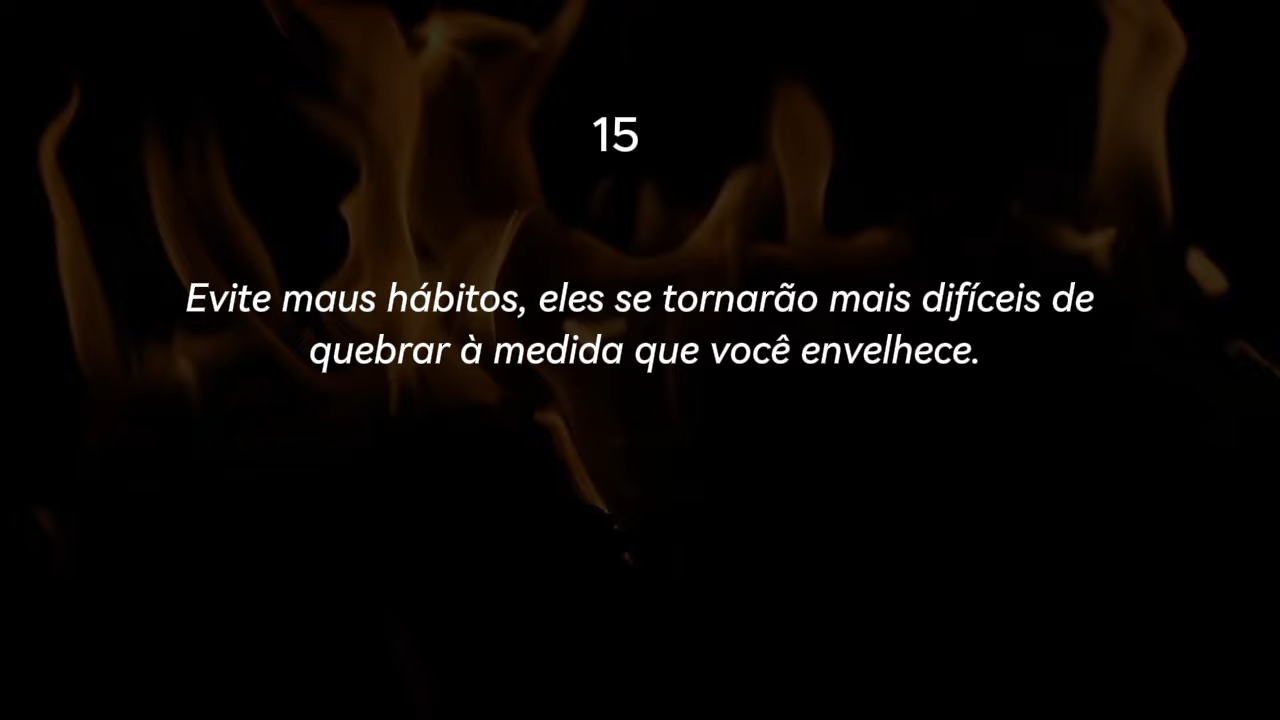 15
Evite maus hábitos, eles se tornarão mais difíceis de
quebrar à medida que você envelhece.